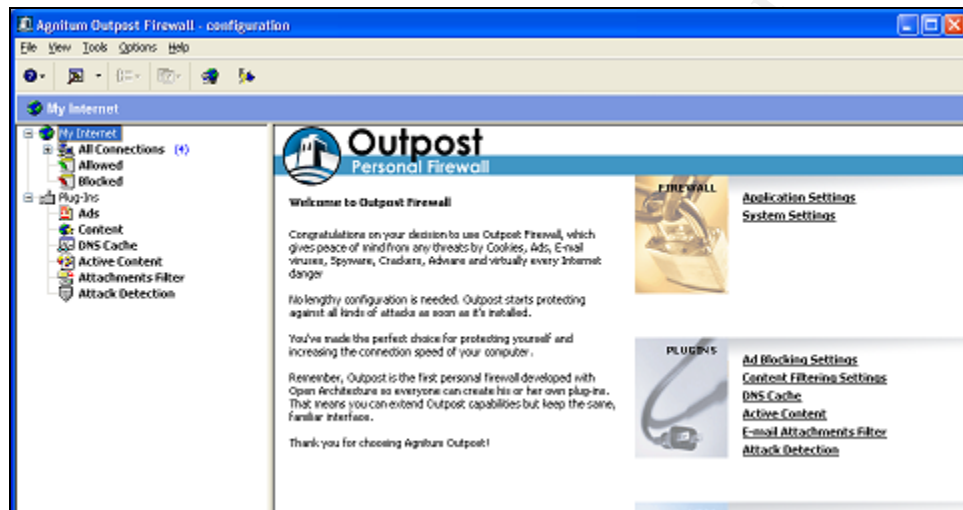 Agnitum Outpost Firewall - configuration
File View Tools Options Help
My Internet
My Internet
All Connections (4)
Allowed
Blocked
Plug-Ins
Ads
Content
DNS Cache
Active Content
Attachments Filter
Attack Detection
Outpost
Personal Firewall
Welcome to Outpost Firewall
Congratulations on your decision to use Outpost Firewall, which
gives peace of mind from any threats by Cookies, Ads, E-mail
viruses, Spyware, Crackers, Adware and virtually every Internet
danger
No lengthy configuration is needed. Outpost starts protecting
against all kinds of attacks as soon as it's installed.
You've made the perfect choice for protecting yourself and
increasing the connection speed of your computer.
Remember, Outpost is the first personal firewall developed with
Open Architecture so everyone can create his or her own plug-ins.
That means you can extend Outpost capabilities but keep the same,
familiar interface.
Thank you for choosing Agnitum Outpost!
FIREWALL
Application Settings
System Settings
PLUGINS
Ad Blocking Settings
Content Filtering Settings
DNS Cache
Active Content
E-mail Attachments Filter
Attack Detection